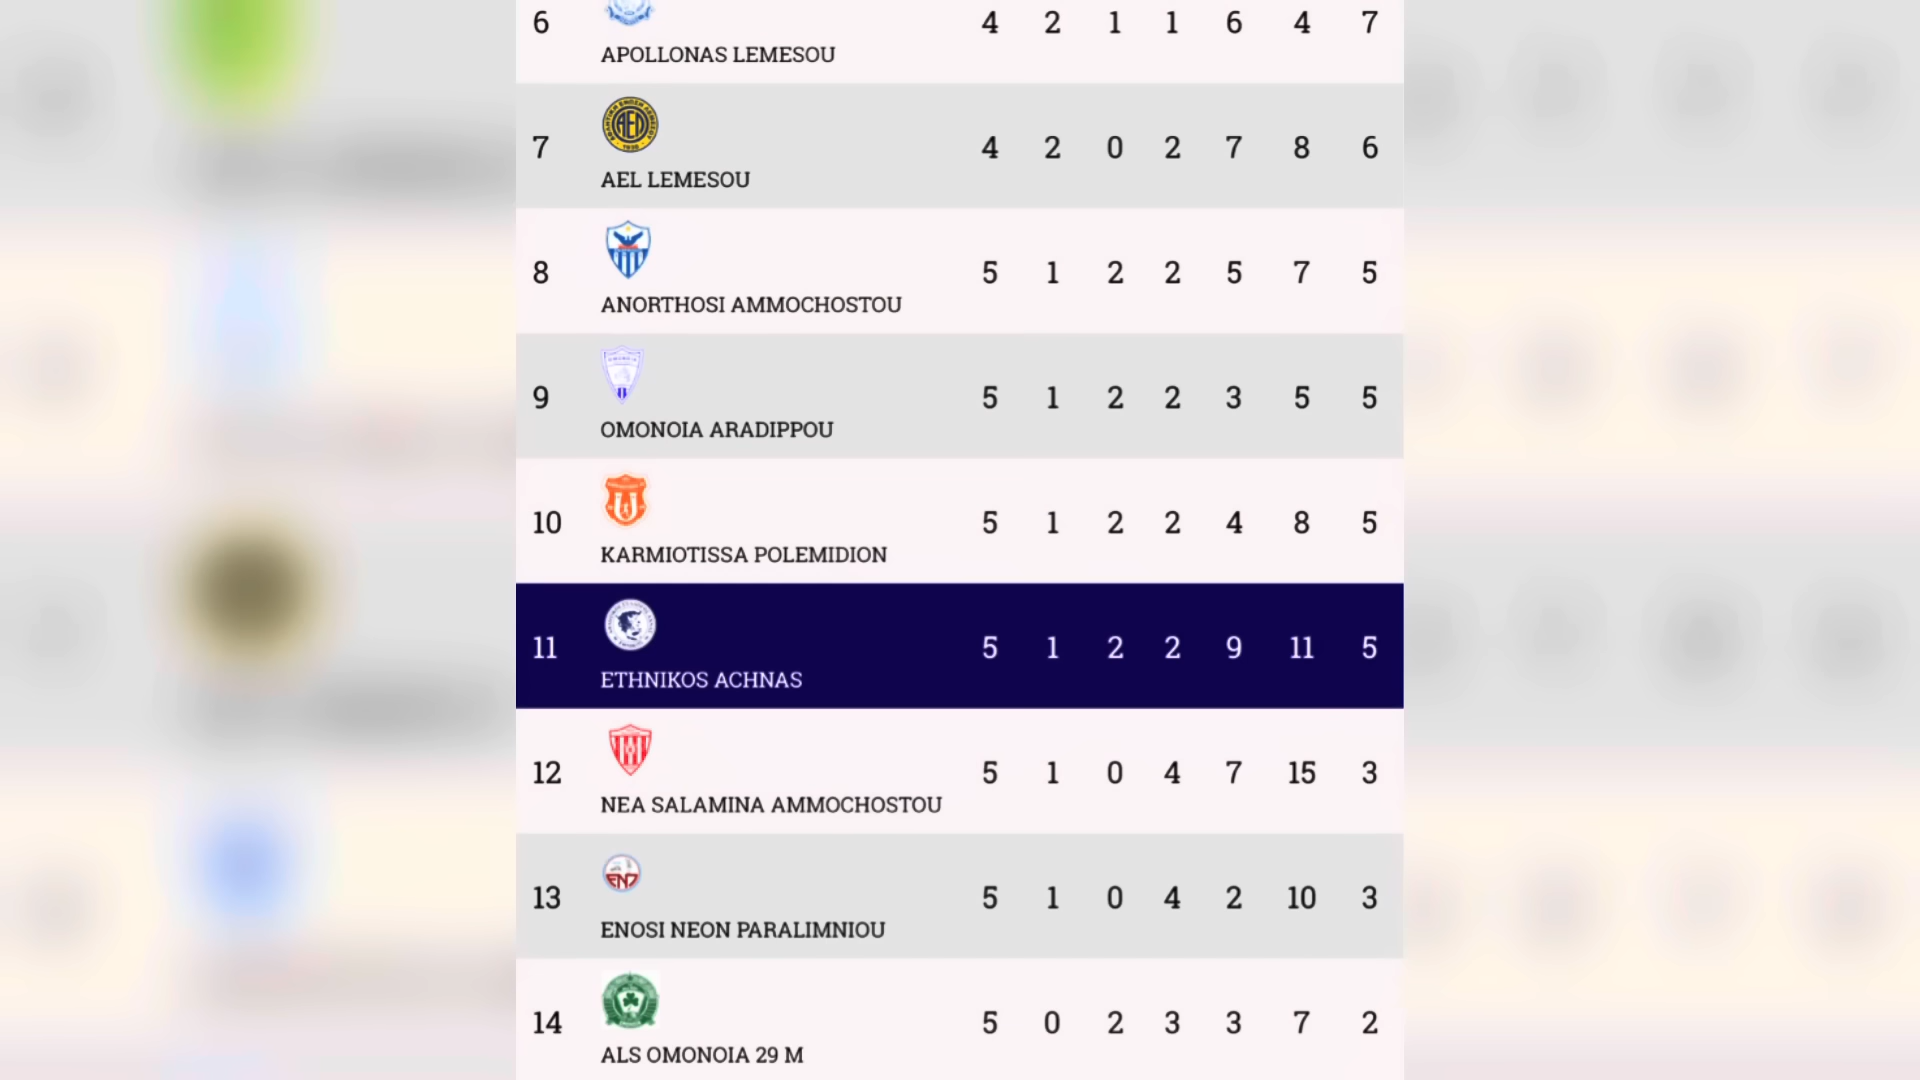 6 4 2 1 1 6 4 7
APOLLONAS LEMESOU
7 4 2 0 2 7 8 6
AEL LEMESOU
8 5 1 2 2 5 7 5
ANORTHOSI AMMOCHOSTOU
9 5 1 2 2 3 5 5
OMONOIA ARADIPPOU
10 5 1 2 2 4 8 5
KARMIOTISSA POLEMIDION
11 5 1 2 2 9 11 5
ETHNIKOS ACHNAS
12 5 1 0 4 7 15 3
NEA SALAMINA AMMOCHOSTOU
13 5 1 0 4 2 10 3
ENOSI NEON PARALIMNIOU
14 5 0 2 3 3 7 2
ALS OMONOIA 29 M